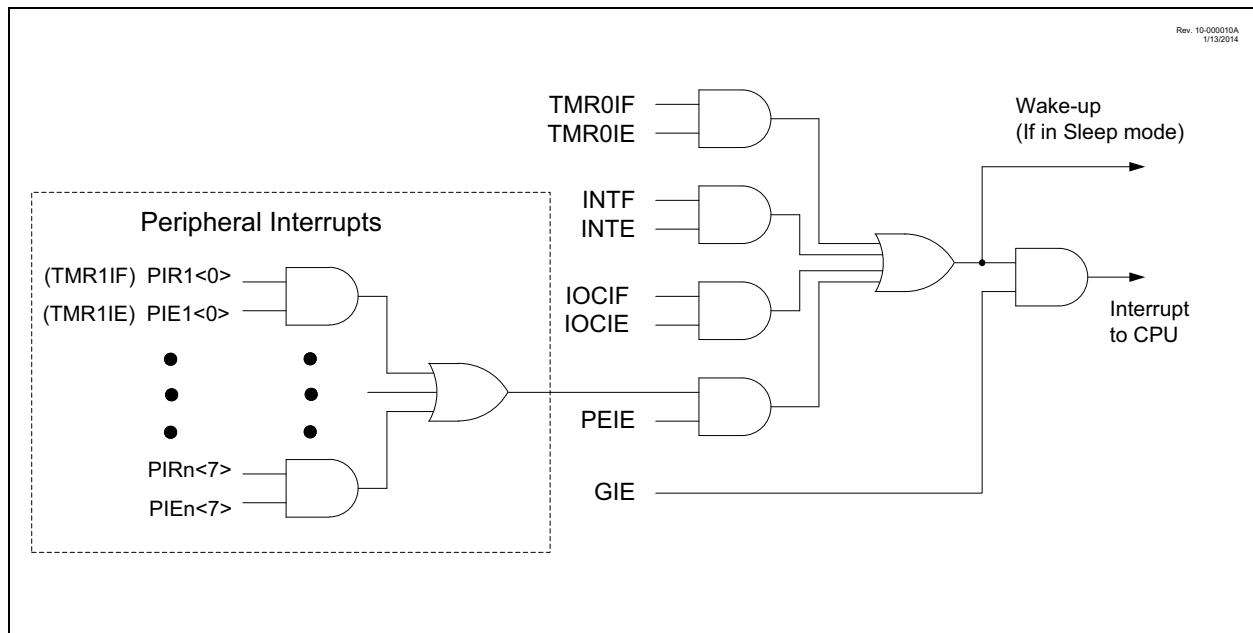 Rev. 10-000010A
1/13/2014
TMR0IF
TMR0IE
Wake-up
(If in Sleep mode)
INTF
INTE
Peripheral Interrupts
(TMR1IF) PIR1<0>
(TMR1IE) PIE1<0>
IOCIF
IOCIE
Interrupt
to CPU
PEIE
PIRn<7>
PIEn<7>
GIE